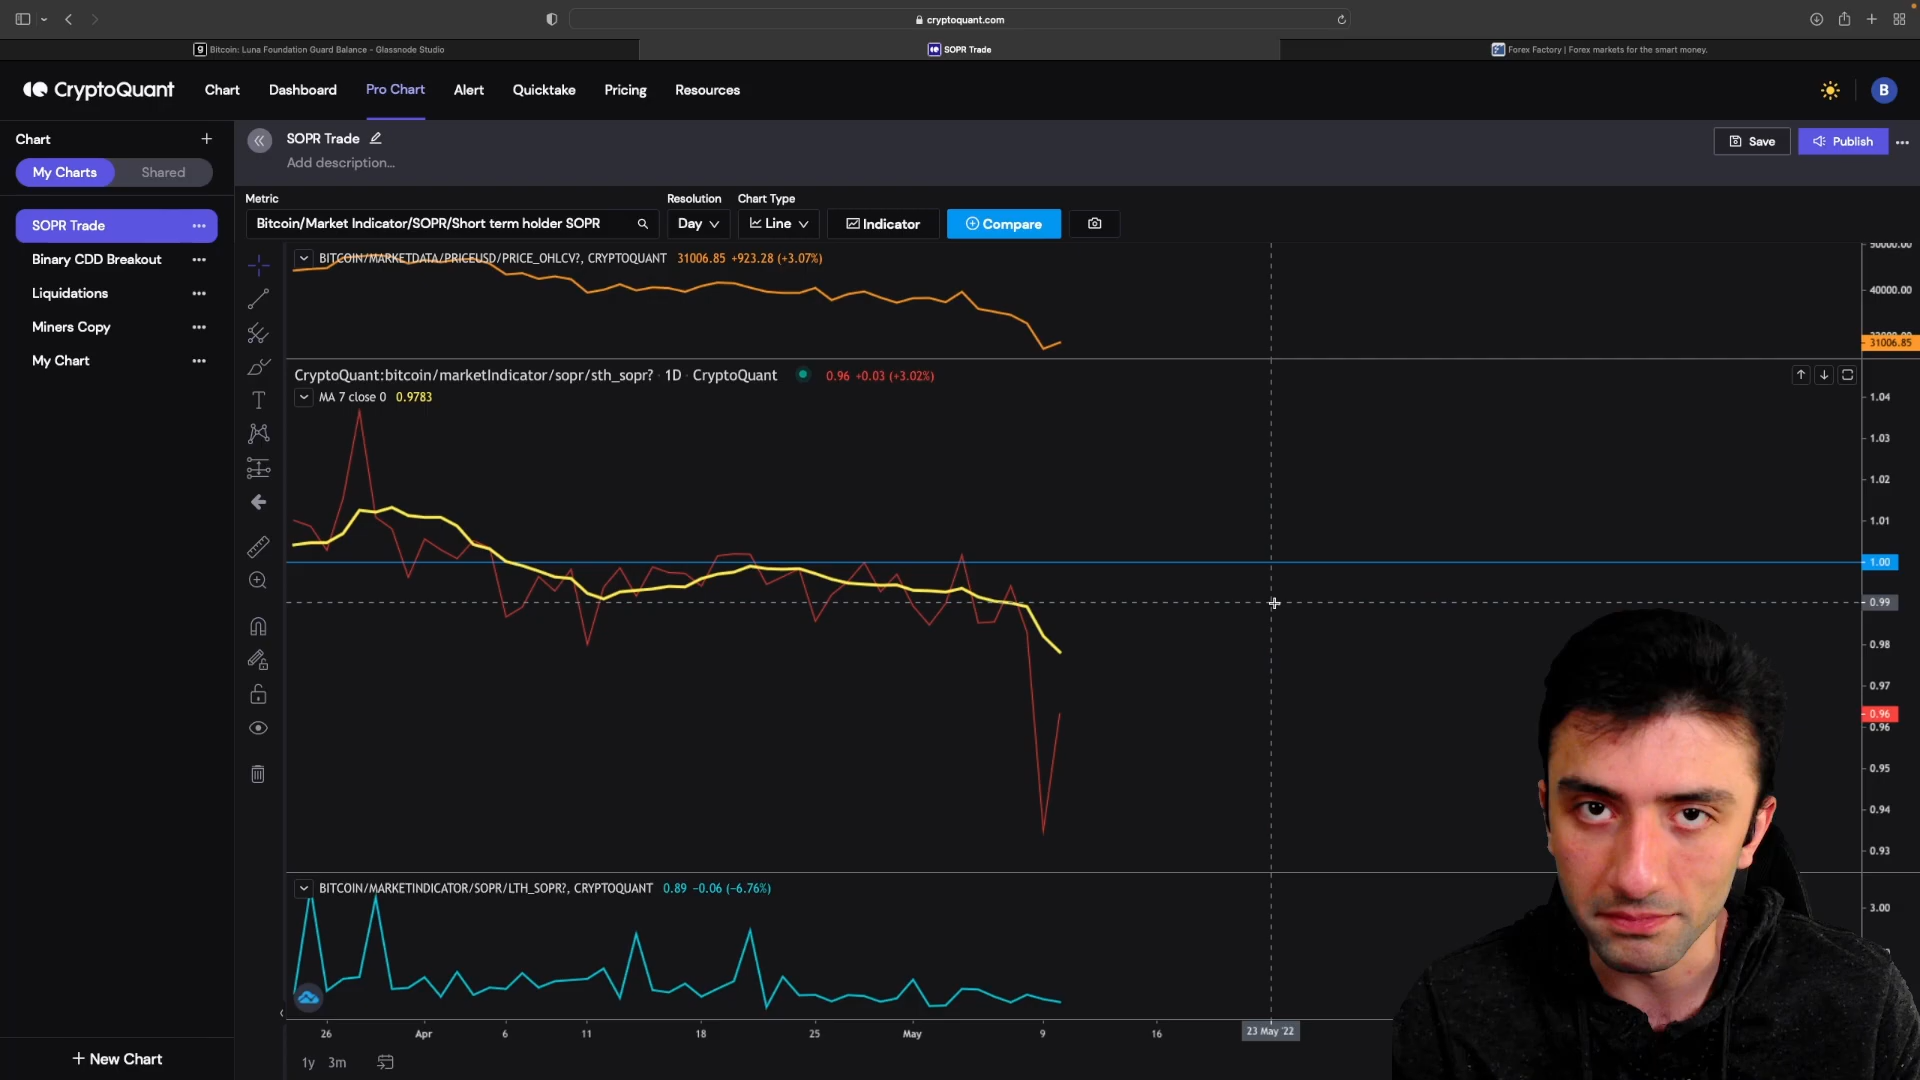 cryptoquant.com
Bitcoin: Luna Foundation Guard Balance - Glassnode Studio
SOPR Trade
Forex Factory | Forex markets for the smart money.
CryptoQuant
Chart
Dashboard
Pro Chart
Alert
Quicktake
Pricing
Resources
B
Chart
My Charts
Shared
SOPR Trade
Binary CDD Breakout
Liquidations
Miners Copy
My Chart
+ New Chart
SOPR Trade
Add description...
Save
Publish
Metric
Resolution
Chart Type
Bitcoin/Market Indicator/SOPR/Short term holder SOPR
Day
Line
Indicator
Compare
BITCOIN/MARKETDATA/PRICEUSD/PRICE_OHLCV?, CRYPTOQUANT 31006.85 +923.28 (+3.07%)
50000.00
40000.00
31006.85
CryptoQuant:bitcoin/marketIndicator/sopr/sth_sopr? · 1D · CryptoQuant 0.96 +0.03 (+3.02%)
MA 7 close 0 0.9783
1.04
1.03
1.02
1.01
1.00
0.99
0.98
0.97
0.96
0.96
0.95
0.94
0.93
BITCOIN/MARKETINDICATOR/SOPR/LTH_SOPR?, CRYPTOQUANT 0.89 −0.06 (−6.76%)
3.00
26 Apr 6 11 18 25 May 9 16 23 May '22
1y 3m